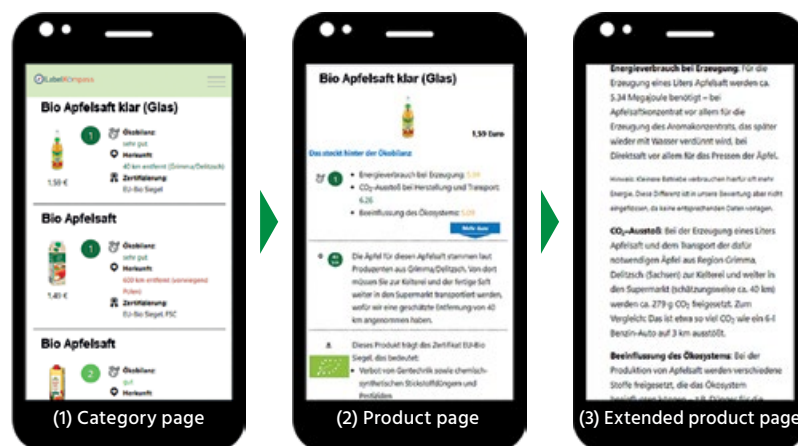 LabelKompass
Bio Apfelsaft klar (Glas)
1
Ökobilanz:
sehr gut
Herkunft:
40 km entfernt (Grimma/Delitzsch)
Zertifizierung:
EU-Bio Siegel
1,59 €
Bio Apfelsaft
1
Ökobilanz:
sehr gut
Herkunft:
600 km entfernt (vorwiegend
Polen)
Zertifizierung:
EU-Bio Siegel, FSC
1,40 €
Bio Apfelsaft
2
Ökobilanz:
gut
Herkunft:
(1) Category page
Bio Apfelsaft klar (Glas)
1,59 Euro
Das steckt hinter der Ökobilanz
1
Energieverbrauch bei Erzeugung: 5.34
CO₂-Ausstoß bei Herstellung und Transport:
6.26
Beeinflussung des Ökosystems: 5.09
Mehr dazu
40
km
Die Äpfel für diesen Apfelsaft stammen laut
Produzenten aus Grimma/Delitzsch. Von dort
müssen Sie zur Kelterei und der fertige Saft
weiter in den Supermarkt transportiert werden,
wofür wir eine geschätzte Entfernung von 40
km angenommen haben.
Dieses Produkt trägt das Zertifikat EU-Bio
Siegel, das bedeutet:
Verbot von Gentechnik sowie chemisch-
synthetischen Stickstoffdüngern und
Pestiziden
(2) Product page
Energieverbrauch bei Erzeugung: Für die
Erzeugung eines Liters Apfelsaft werden ca.
5.34 Megajoule benötigt – bei
Apfelsaftkonzentrat vor allem für die
Erzeugung des Aromakonzentrats, das später
wieder mit Wasser verdünnt wird, bei
Direktsaft vor allem für das Pressen der Äpfel.
Hinweis: Kleinere Betriebe verbrauchen hierfür oft mehr
Energie. Diese Differenz ist in unsere Bewertung aber nicht
eingeflossen, da keine entsprechenden Daten vorlagen.
CO₂-Ausstoß: Bei der Erzeugung eines Liters
Apfelsaft und dem Transport der dafür
notwendigen Äpfel aus Region Grimma,
Delitzsch (Sachsen) zur Kelterei und weiter in
den Supermarkt (schätzungsweise ca. 40 km)
werden ca. 279 g CO₂ freigesetzt. Zum
Vergleich: Das ist etwa so viel CO₂ wie ein 6-l
Benzin-Auto auf 3 km ausstößt.
Beeinflussung des Ökosystems: Bei der
Produktion von Apfelsaft werden verschiedene
Stoffe freigesetzt, die das Ökosystem
beeinflussen können – z.B. Dünger für die
(3) Extended product page